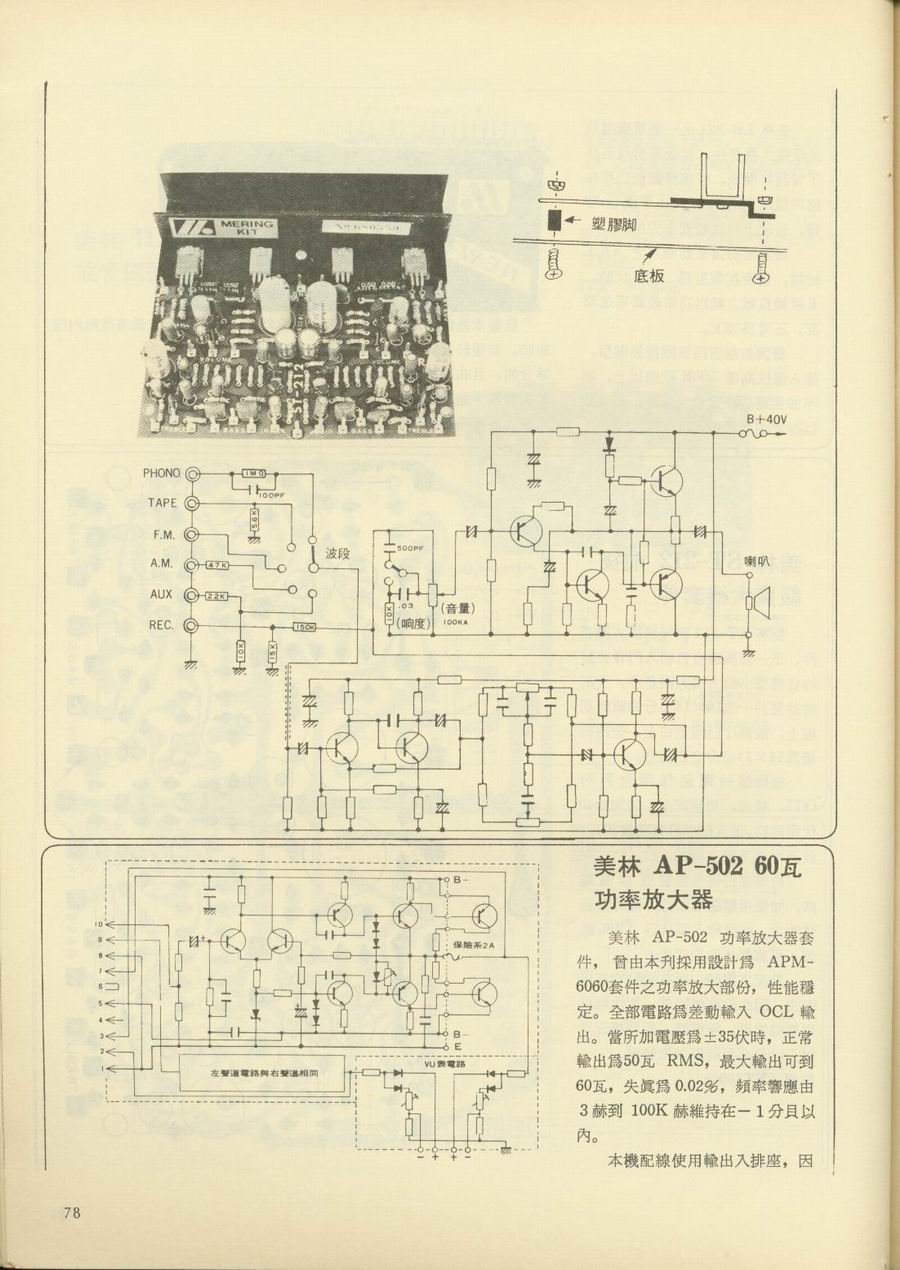 MERING
KIT
塑膠脚
底板
VOLUME
VOLUME
ST-212
B+40V
PHONO
TAPE
F.M.
A.M.
AUX
REC.
1MΩ
100PF
5.6K
47K
22K
10K
15K
150K
波段
500PF
.03
10K
(响度)
(音量)
100KA
喇叭
10
9
8
7
6
5
4
3
2
1
B-
保險系2A
B-
E
左聲道電路與右聲道相同
VU表電路
- + + -
美林 AP-502 60瓦
功率放大器
美林 AP-502 功率放大器套
件，曾由本刋採用設計爲 APM-
6060套件之功率放大部份，性能穩
定。全部電路爲差動輸入 OCL 輸
出。當所加電壓爲±35伏時，正常
輸出爲50瓦 RMS，最大輸出可到
60瓦，失眞爲 0.02%，頻率響應由
3 赫到 100K 赫維持在－1 分貝以
內。
本機配線使用輸出入排座，因
78